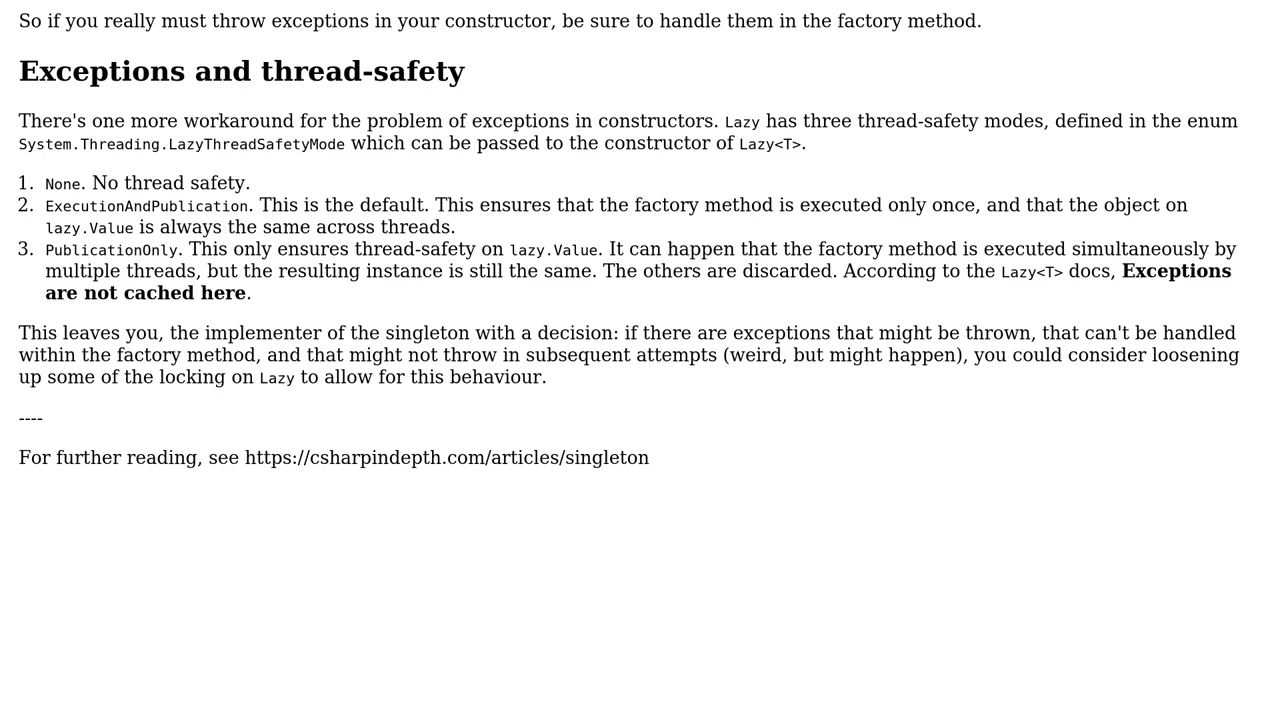 So if you really must throw exceptions in your constructor, be sure to handle them in the factory method.
Exceptions and thread-safety
There's one more workaround for the problem of exceptions in constructors. Lazy has three thread-safety modes, defined in the enum
System.Threading.LazyThreadSafetyMode which can be passed to the constructor of Lazy<T>.
1. None. No thread safety.
2. ExecutionAndPublication. This is the default. This ensures that the factory method is executed only once, and that the object on
lazy.Value is always the same across threads.
3. PublicationOnly. This only ensures thread-safety on lazy.Value. It can happen that the factory method is executed simultaneously by
multiple threads, but the resulting instance is still the same. The others are discarded. According to the Lazy<T> docs, Exceptions
are not cached here.
This leaves you, the implementer of the singleton with a decision: if there are exceptions that might be thrown, that can't be handled
within the factory method, and that might not throw in subsequent attempts (weird, but might happen), you could consider loosening
up some of the locking on Lazy to allow for this behaviour.
----
For further reading, see https://csharpindepth.com/articles/singleton